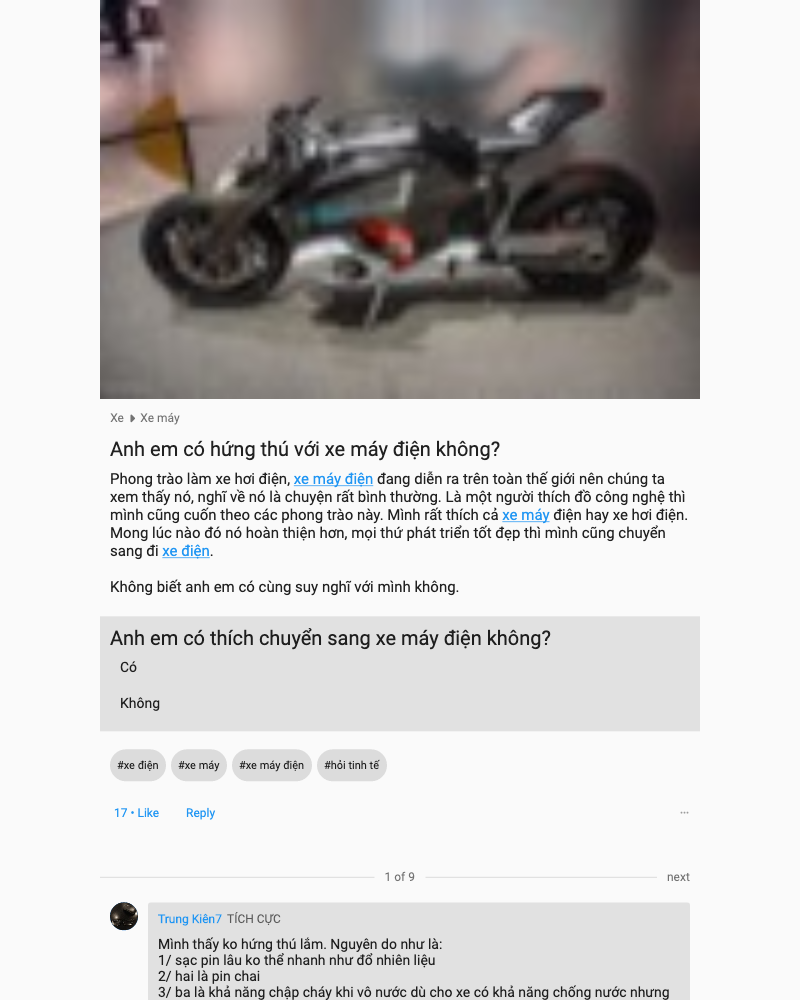 Xe Xe máy
Anh em có hứng thú với xe máy điện không?
Phong trào làm xe hơi điện, xe máy điện đang diễn ra trên toàn thế giới nên chúng ta
xem thấy nó, nghĩ về nó là chuyện rất bình thường. Là một người thích đồ công nghệ thì
mình cũng cuốn theo các phong trào này. Mình rất thích cả xe máy điện hay xe hơi điện.
Mong lúc nào đó nó hoàn thiện hơn, mọi thứ phát triển tốt đẹp thì mình cũng chuyển
sang đi xe điện.
Không biết anh em có cùng suy nghĩ với mình không.
Anh em có thích chuyển sang xe máy điện không?
Có
Không
#xe điện #xe máy #xe máy điện #hỏi tinh tế
17 • Like Reply ...
1 of 9 next
Trung Kiên7 TÍCH CỰC
Mình thấy ko hứng thú lắm. Nguyên do như là:
1/ sạc pin lâu ko thể nhanh như đổ nhiên liệu
2/ hai là pin chai
3/ ba là khả năng chập cháy khi vô nước dù cho xe có khả năng chống nước nhưng